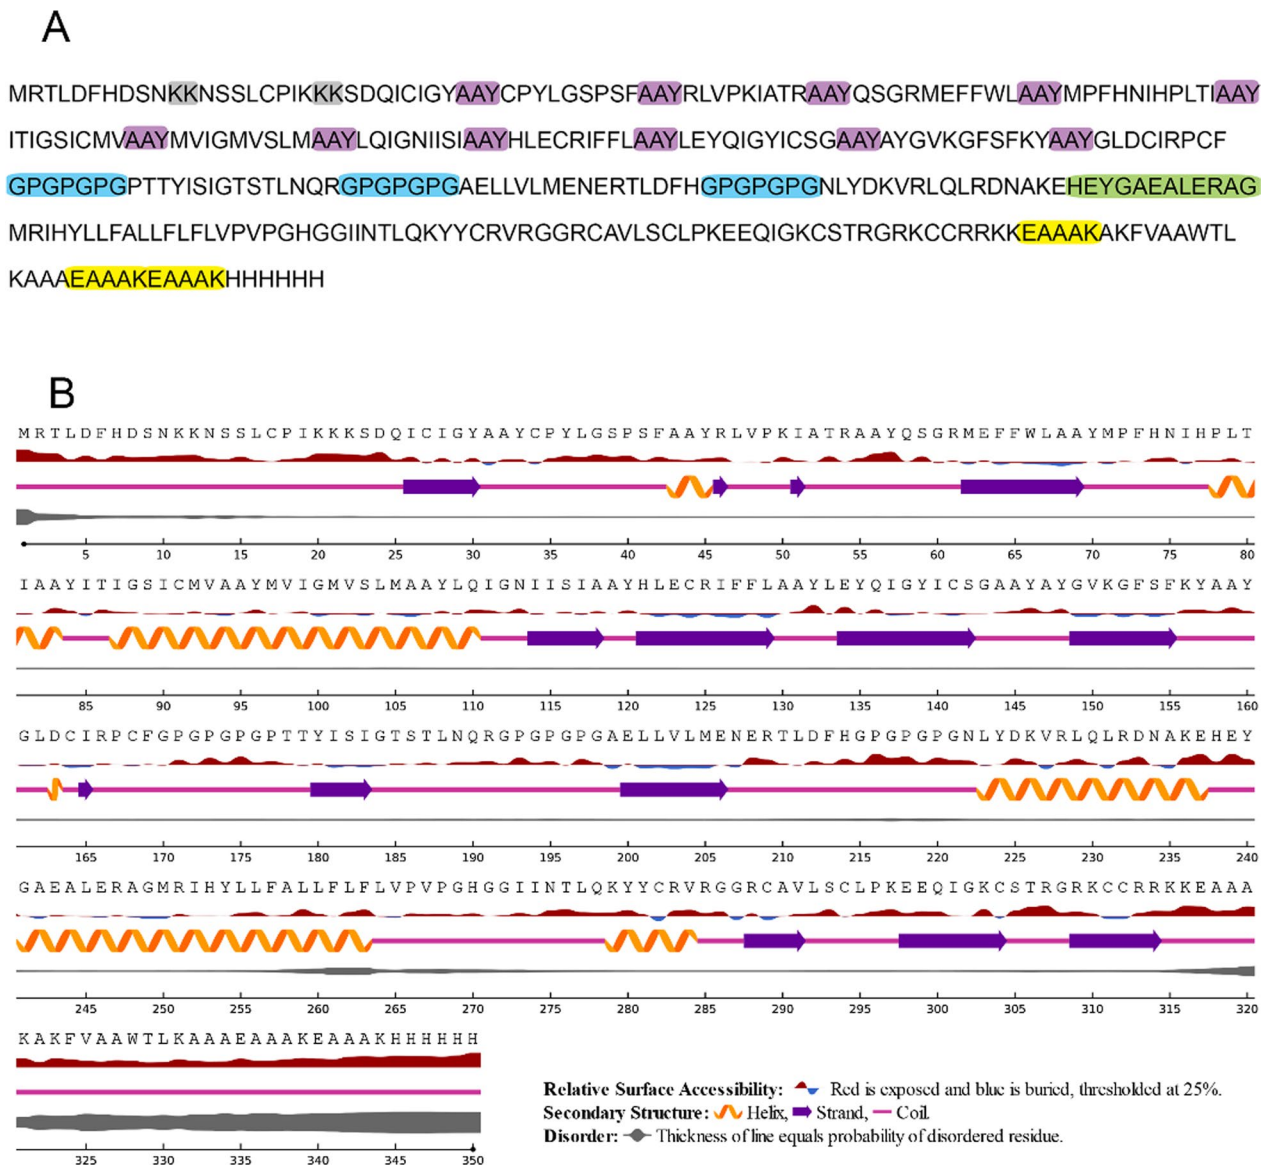 A
MRTLDFHDSNKKNSSLCPIKKKSDQICIGYAAYCPYLGSPSFAAYRLVPKIATRAAYQSGRMEFFWLAAYMPFHNIHPLTIAAY
ITIGSICMVAAYMVIGMVSLMAAYLQIGNIISIAAYHLECRIFFLAAYLEYQIGYICSGAAYAYGVKGFSFKYAAYGLDCIRPCF
GPGPGPGPTTYISIGTSTLNQRGPGPGPGAELLVLMENERTLDFHGPGPGPGNLYDKVRLQLRDNAKEHEYGAEALERAG
MRIHYLLFALLFLFLVPVPGHGGIINTLQKYYCRVRGGRCAVLSCLPKEEQIGKCSTRGRKCCRRKKEAAAKAKFVAAWTL
KAAAEAAAKEAAAKHHHHHH
B
MRTLDFHDSNKKNSSLCPIKKKSDQICIGYAAYCPYLGSPSFAAYRLVPKIATRAAYQSGRMEFFWLAAYMPFHNIHPLT
5 10 15 20 25 30 35 40 45 50 55 60 65 70 75 80
IAAYITIGSICMVAAYMVIGMVSLMAAYLQIGNIISIAAYHLECRIFFLAAYLEYQIGYICSGAAYAYGVKGFSFKYAAY
85 90 95 100 105 110 115 120 125 130 135 140 145 150 155 160
GLDCIRPCFGPGPGPGPTTYISIGTSTLNQRGPGPGPGAELLVLMENERTLDFHGPGPGPGNLYDKVRLQLRDNAKEHEY
165 170 175 180 185 190 195 200 205 210 215 220 225 230 235 240
GAEALERAGMRIHYLLFALLFLFLVPVPGHGGIINTLQKYYCRVRGGRCAVLSCLPKEEQIGKCSTRGRKCCRRKKEAAA
245 250 255 260 265 270 275 280 285 290 295 300 305 310 315 320
KAKFVAAWTLKAAAEAAAKEAAAKHHHHHH
325 330 335 340 345 350
Relative Surface Accessibility: Red is exposed and blue is buried, thresholded at 25%.
Secondary Structure: Helix, Strand, Coil.
Disorder: Thickness of line equals probability of disordered residue.